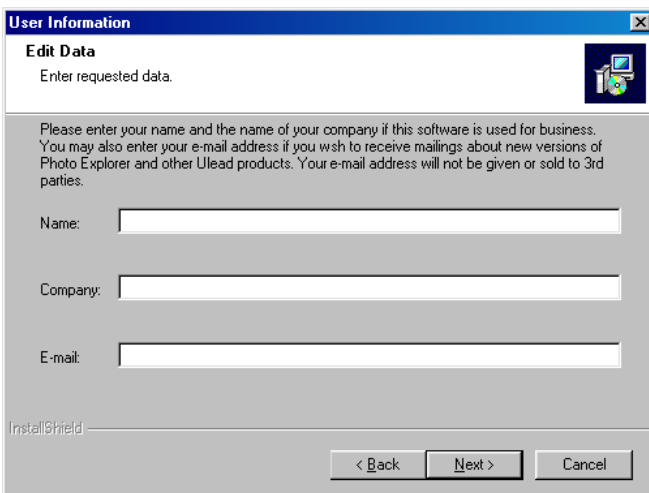 User Information
Edit Data
Enter requested data.
Please enter your name and the name of your company if this software is used for business.
You may also enter your e-mail address if you wsh to receive mailings about new versions of
Photo Explorer and other Ulead products. Your e-mail address will not be given or sold to 3rd
parties.
Name:
Company:
E-mail:
InstallShield
< Back Next > Cancel